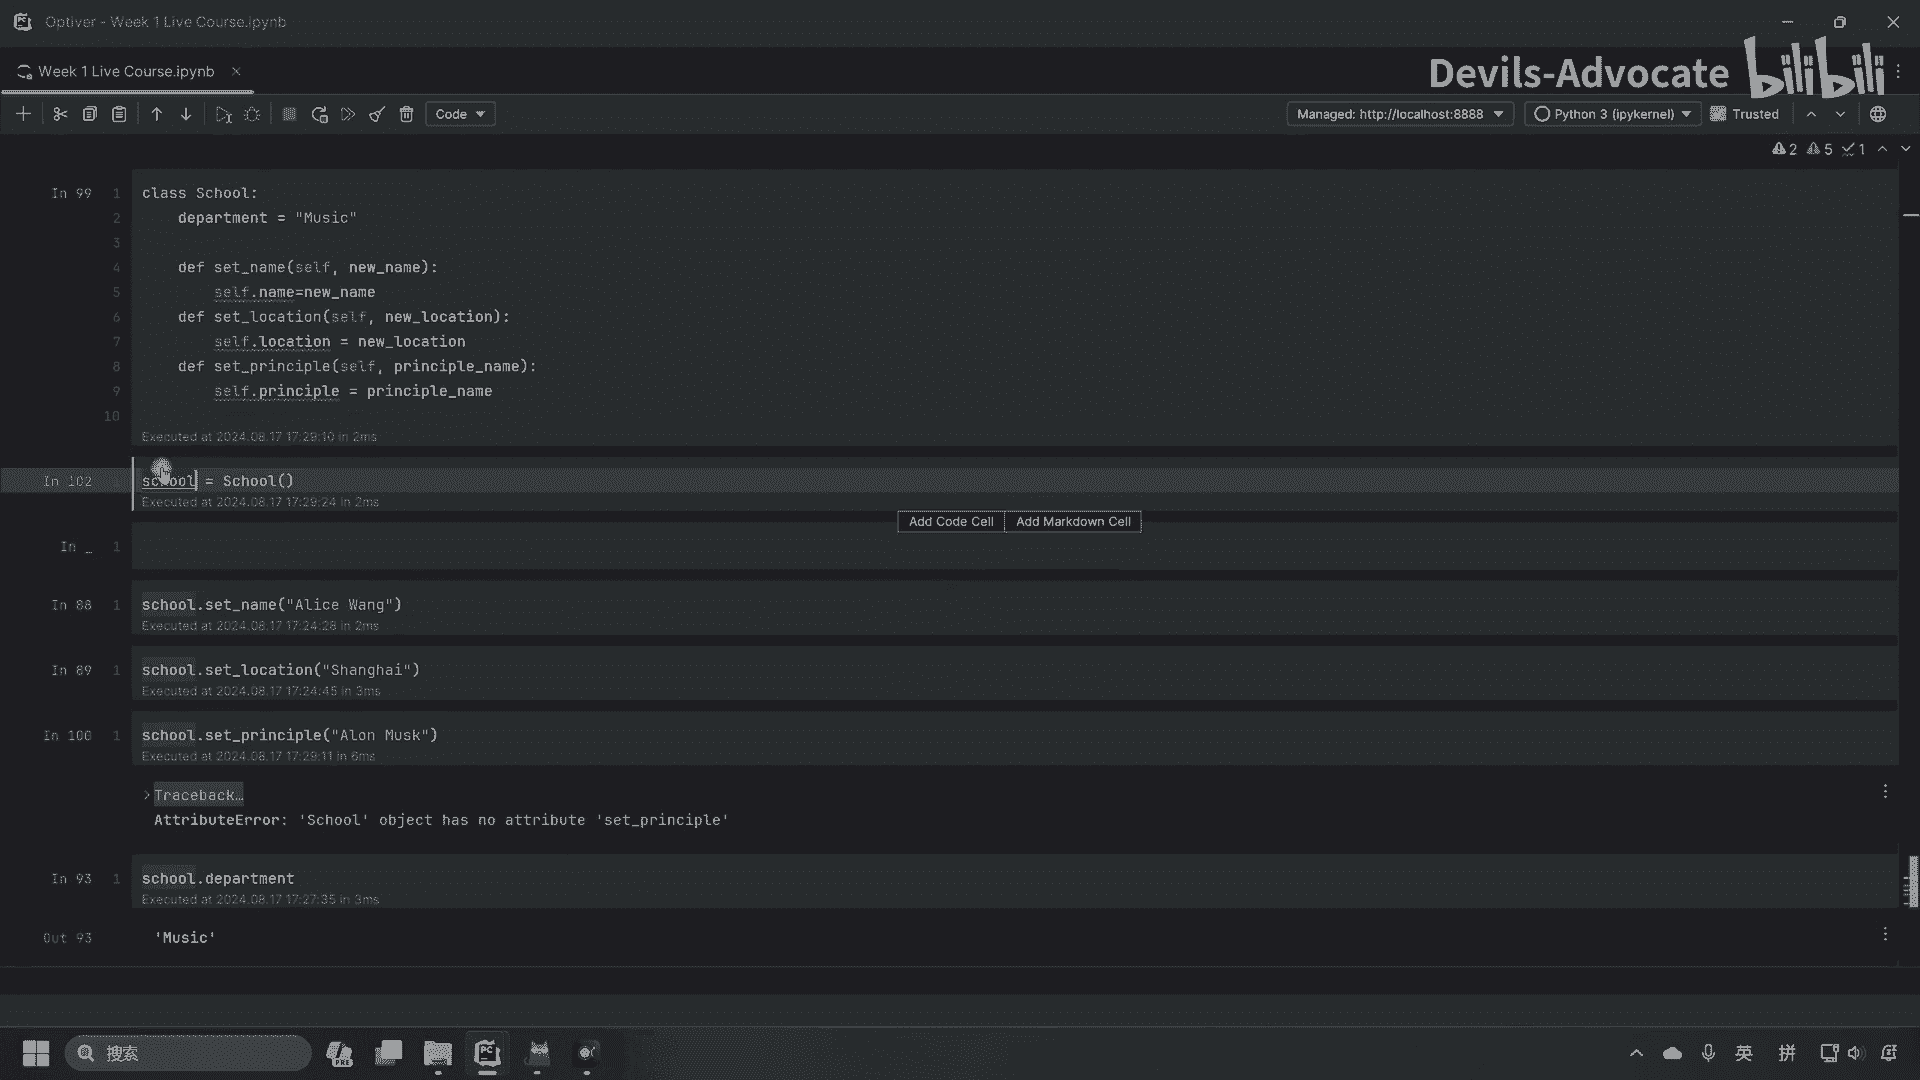 Optiver - Week 1 Live Course.ipynb
Week 1 Live Course.ipynb
Devils-Advocate bilibili
Code
Managed: http://localhost:8888
Python 3 (ipykernel)
Trusted
2 5 1
In 99
1 class School:
2 department = "Music"
3
4 def set_name(self, new_name):
5 self.name=new_name
6 def set_location(self, new_location):
7 self.location = new_location
8 def set_principle(self, principle_name):
9 self.principle = principle_name
10
Executed at 2024.08.17 17:29:10 in 2ms
In 102 1 school = School()
Executed at 2024.08.17 17:29:24 in 2ms
Add Code Cell Add Markdown Cell
In _ 1
In 88 1 school.set_name("Alice Wang")
Executed at 2024.08.17 17:24:28 in 2ms
In 89 1 school.set_location("Shanghai")
Executed at 2024.08.17 17:24:45 in 3ms
In 100 1 school.set_principle("Alon Musk")
Executed at 2024.08.17 17:29:11 in 6ms
Traceback…
AttributeError: 'School' object has no attribute 'set_principle'
In 93 1 school.department
Executed at 2024.08.17 17:27:35 in 3ms
Out 93 'Music'
搜索
PRE
PC
英
拼